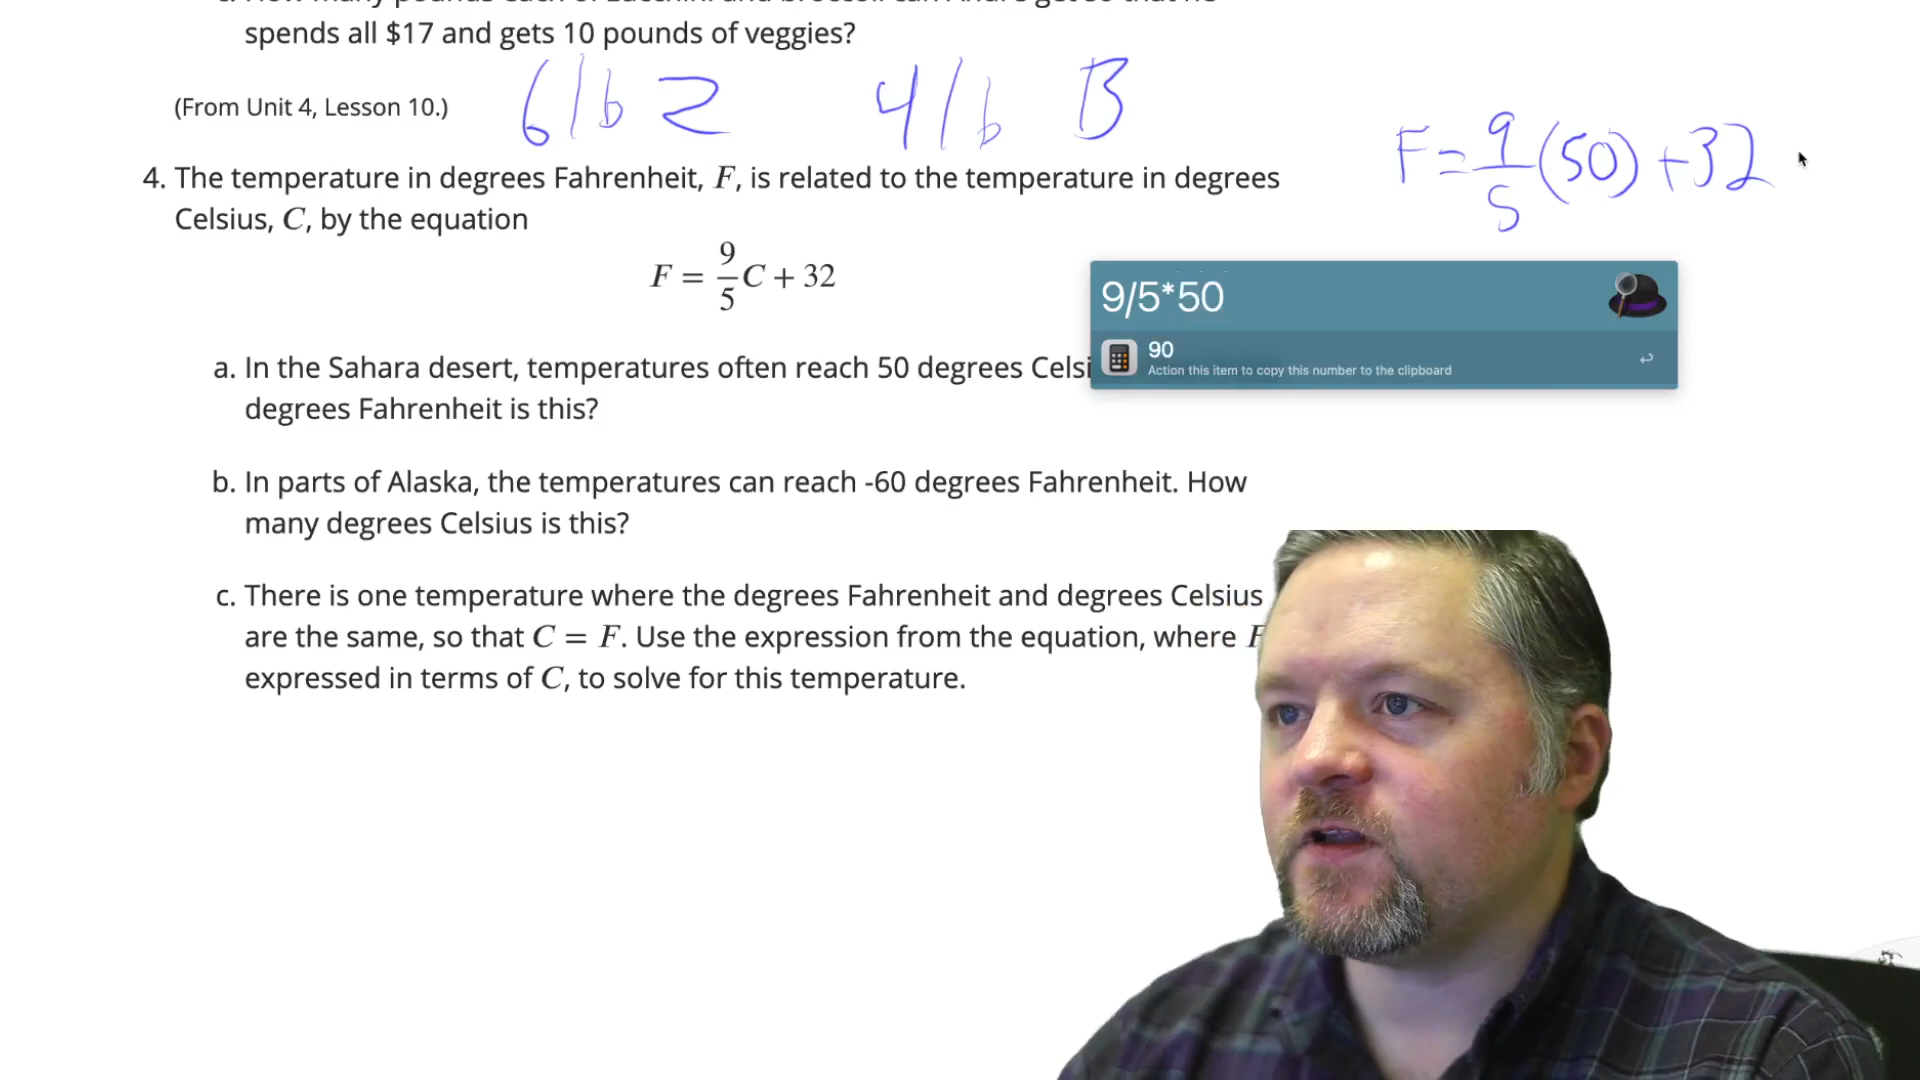 spends all $17 and gets 10 pounds of veggies?
(From Unit 4, Lesson 10.)
6lb Z 4lb B
F = 9/5 (50) + 32
4. The temperature in degrees Fahrenheit, F, is related to the temperature in degrees
Celsius, C, by the equation
F = 9/5 C + 32
9/5*50
90
Action this item to copy this number to the clipboard
a. In the Sahara desert, temperatures often reach 50 degrees Celsi
degrees Fahrenheit is this?
b. In parts of Alaska, the temperatures can reach -60 degrees Fahrenheit. How
many degrees Celsius is this?
c. There is one temperature where the degrees Fahrenheit and degrees Celsius
are the same, so that C = F. Use the expression from the equation, where F
expressed in terms of C, to solve for this temperature.